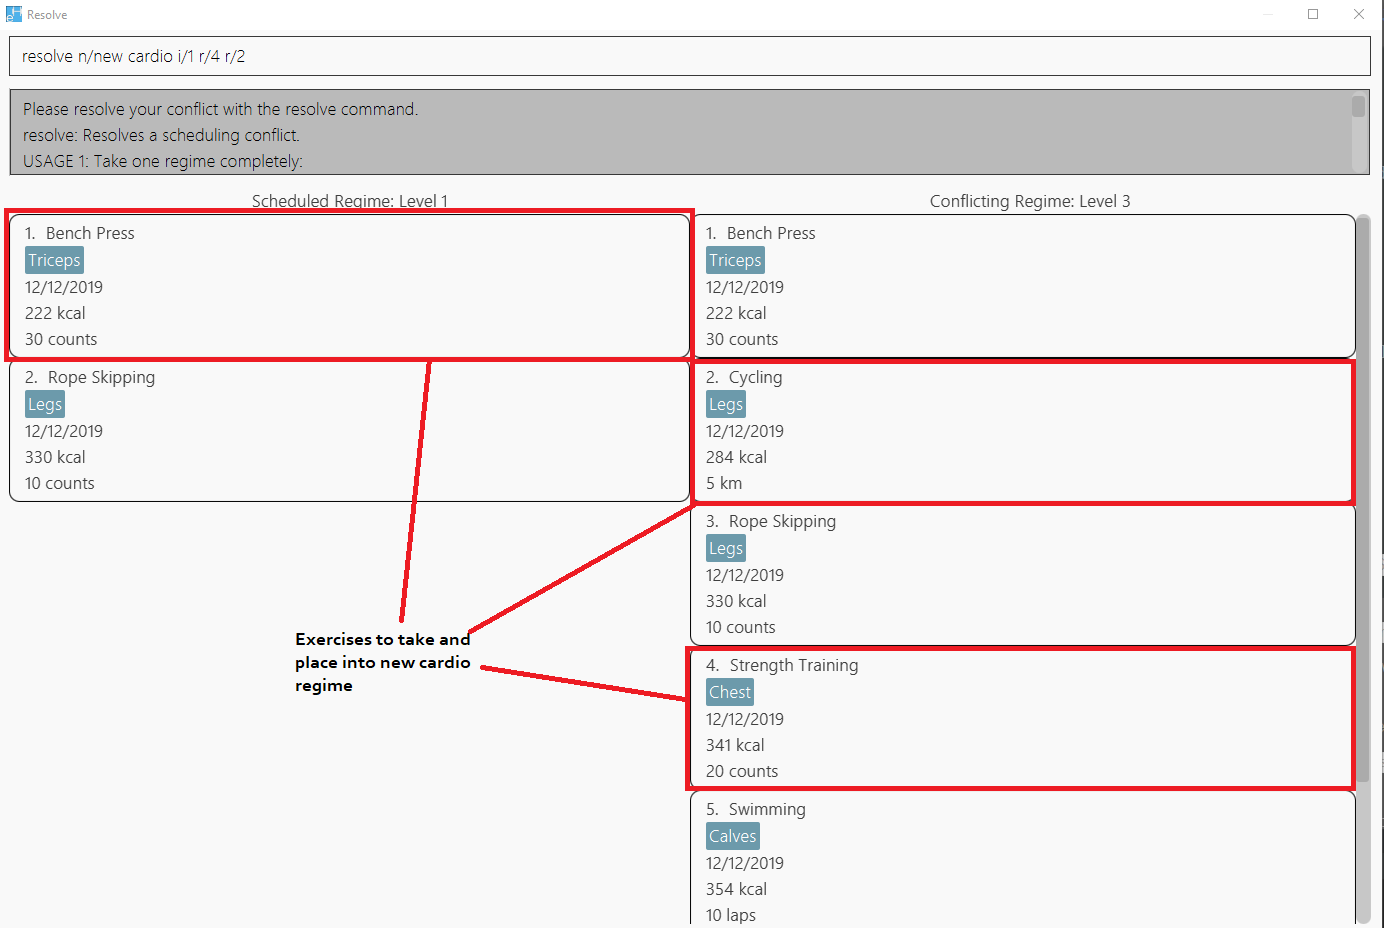 Resolve
resolve n/new cardio i/1 r/4 r/2
Please resolve your conflict with the resolve command.
resolve: Resolves a scheduling conflict.
USAGE 1: Take one regime completely:
Scheduled Regime: Level 1
1. Bench Press
Triceps
12/12/2019
222 kcal
30 counts
2. Rope Skipping
Legs
12/12/2019
330 kcal
10 counts
Exercises to take and
place into new cardio
regime
Conflicting Regime: Level 3
1. Bench Press
Triceps
12/12/2019
222 kcal
30 counts
2. Cycling
Legs
12/12/2019
284 kcal
5 km
3. Rope Skipping
Legs
12/12/2019
330 kcal
10 counts
4. Strength Training
Chest
12/12/2019
341 kcal
20 counts
5. Swimming
Calves
12/12/2019
354 kcal
10 laps